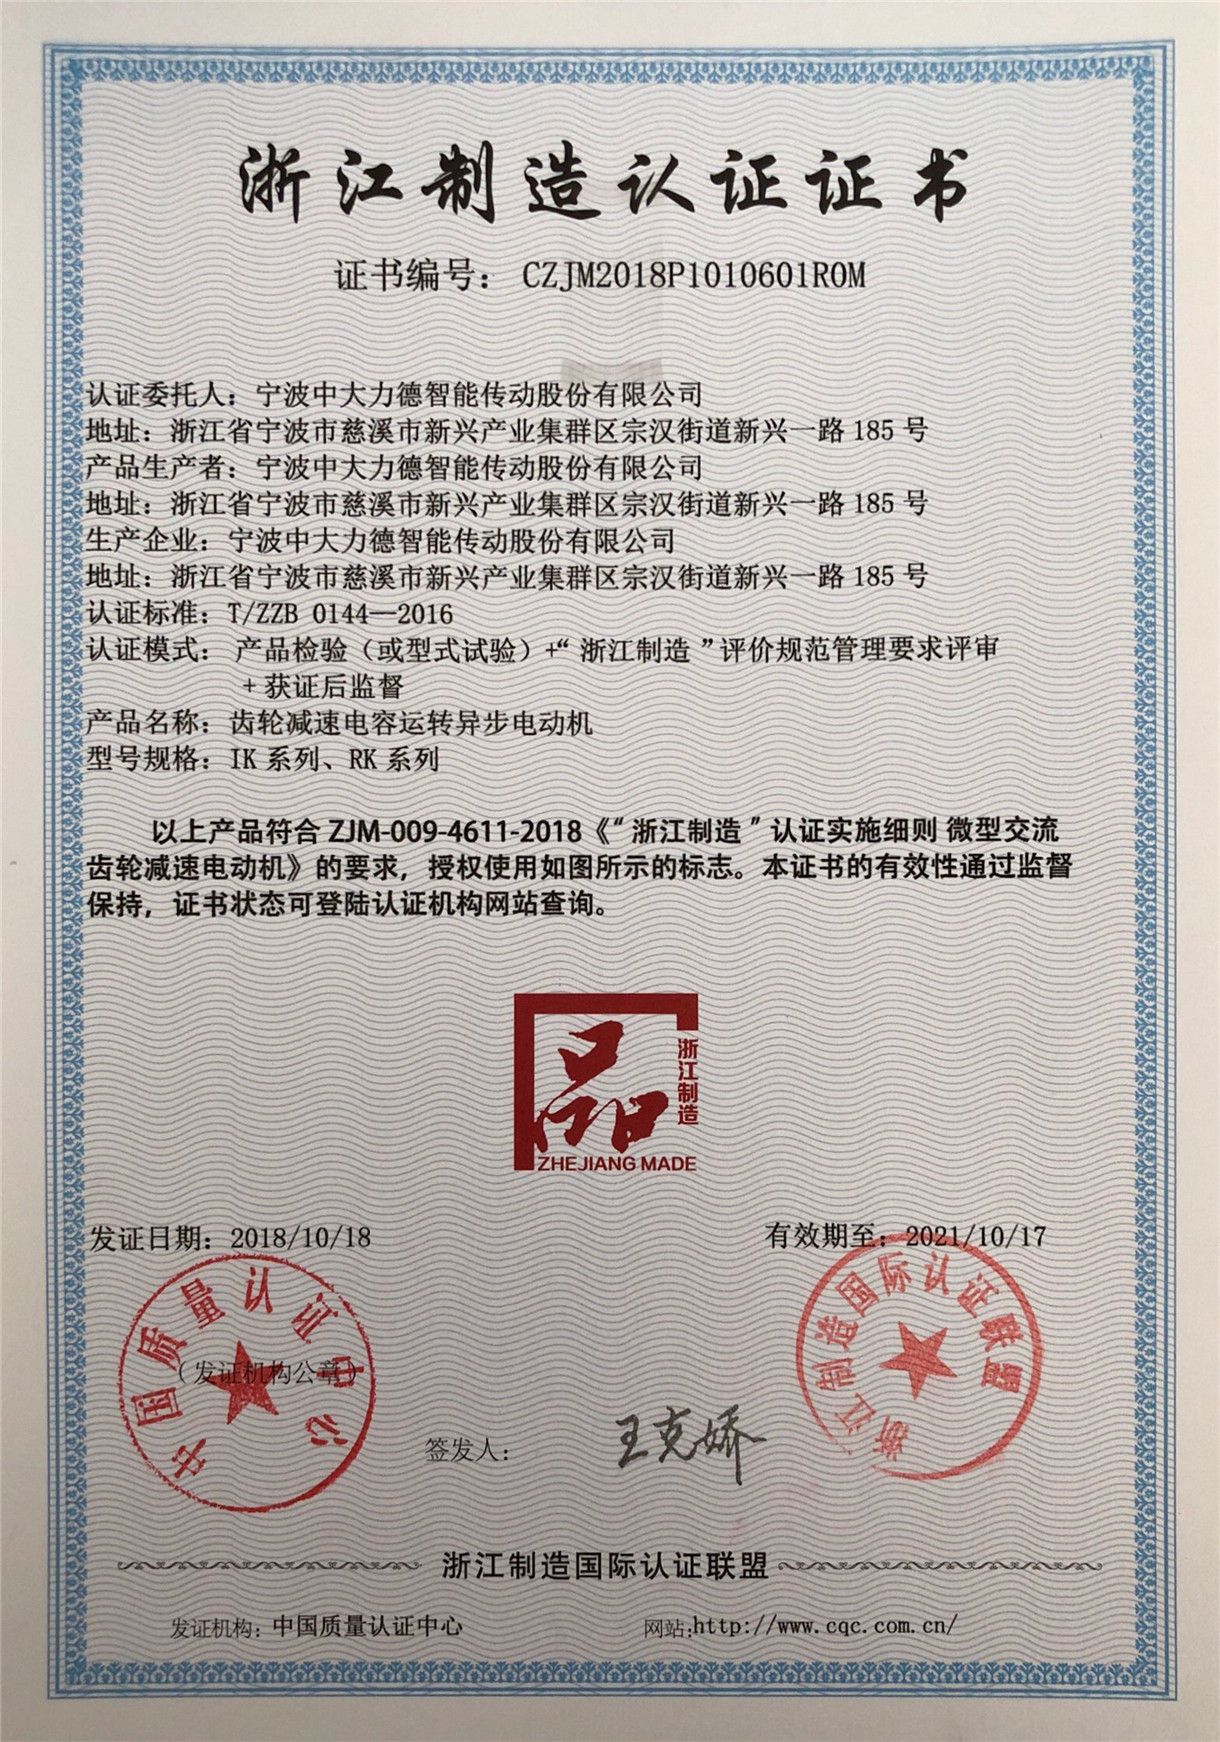 浙江制造认证证书
证书编号： CZJM2018P1010601R0M
认证委托人：宁波中大力德智能传动股份有限公司
地址：浙江省宁波市慈溪市新兴产业集群区宗汉街道新兴一路 185 号
产品生产者：宁波中大力德智能传动股份有限公司
地址：浙江省宁波市慈溪市新兴产业集群区宗汉街道新兴一路 185 号
生产企业：宁波中大力德智能传动股份有限公司
地址：浙江省宁波市慈溪市新兴产业集群区宗汉街道新兴一路 185 号
认证标准：T/ZZB 0144—2016
认证模式： 产品检验（或型式试验）+“ 浙江制造 ”评价规范管理要求评审
+ 获证后监督
产品名称：齿轮减速电容运转异步电动机
型号规格：IK 系列、RK 系列
以上产品符合 ZJM-009-4611-2018《“ 浙江制造 ” 认证实施细则 微型交流
齿轮减速电动机》的要求，授权使用如图所示的标志。本证书的有效性通过监督
保持，证书状态可登陆认证机构网站查询。
品
浙江制造
ZHEJIANG MADE
发证日期：2018/10/18
有效期至：2021/10/17
中国质量认证中心
（发证机构公章）
浙江制造国际认证联盟
签发人：
王克娇
浙江制造国际认证联盟
发证机构：中国质量认证中心
网站:http://www.cqc.com.cn/